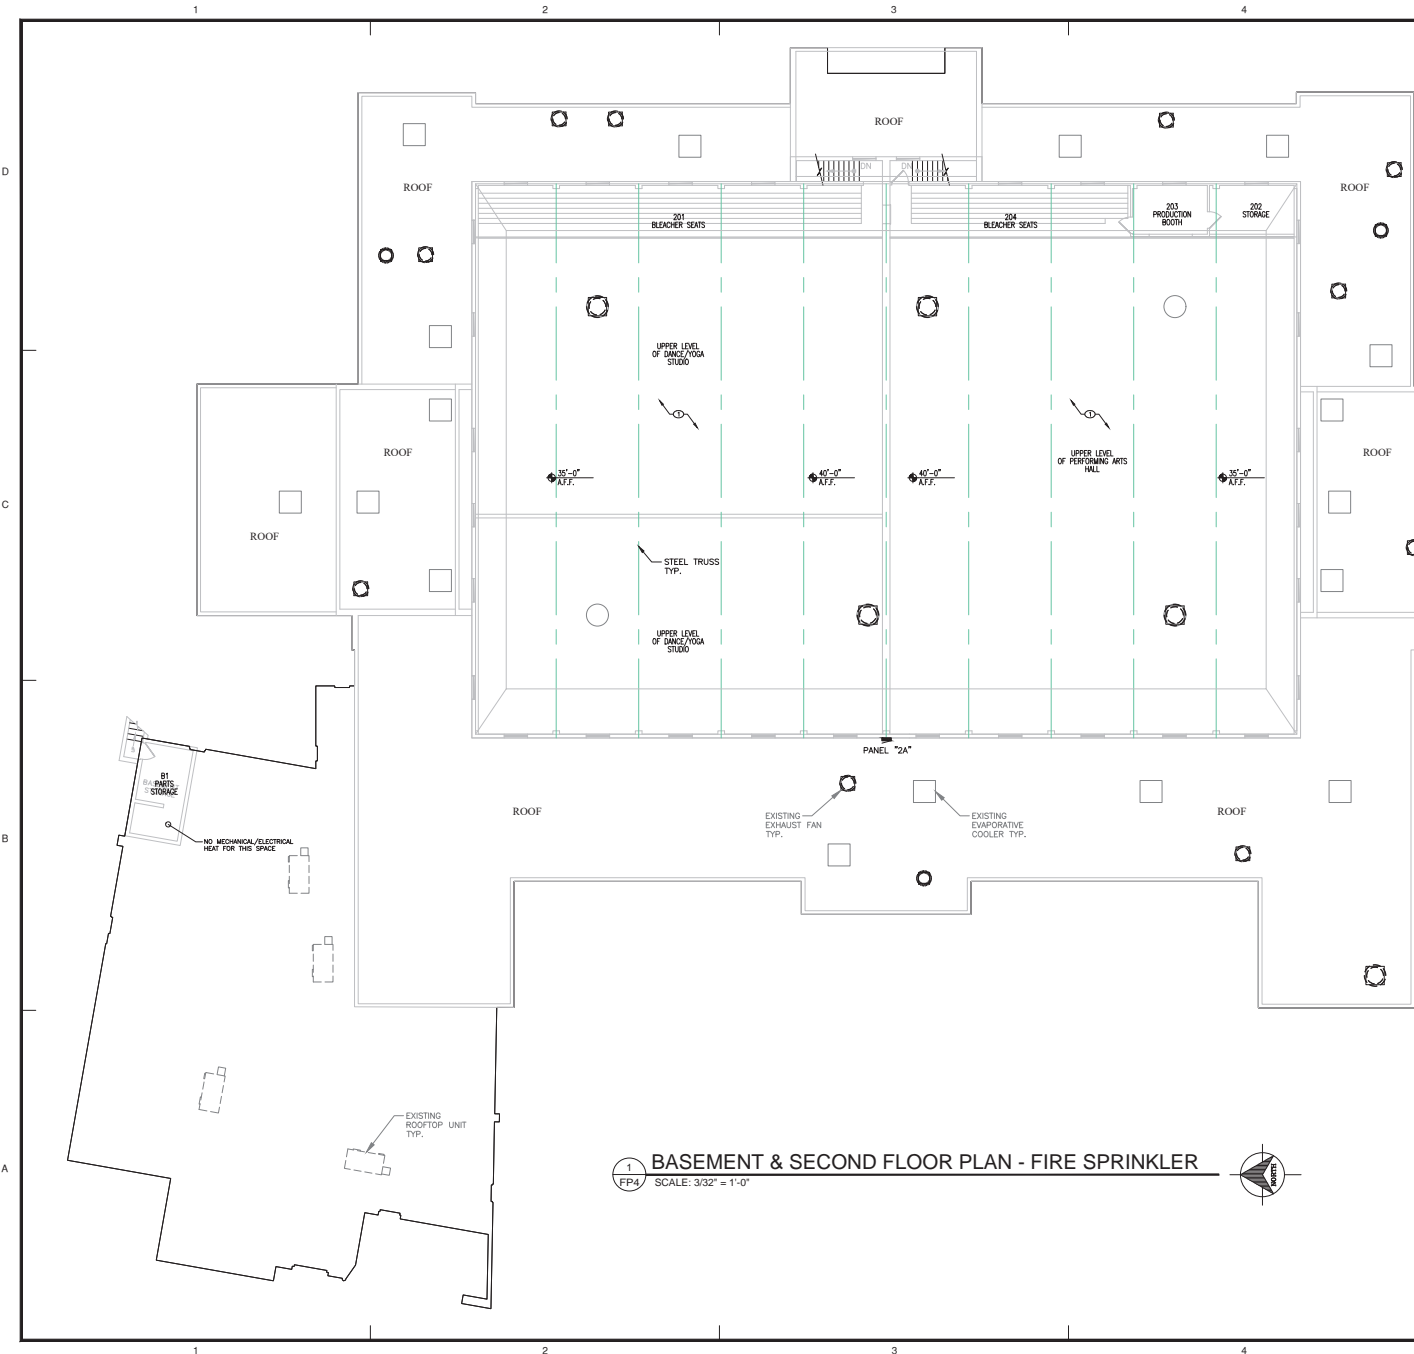 1 2 3 4
D
ROOF
DN DN
ROOF
ROOF
201
BLEACHER SEATS
204
BLEACHER SEATS
203
PRODUCTION
BOOTH
202
STORAGE
UPPER LEVEL
OF DANCE/YOGA
STUDIO
1
1
ROOF
UPPER LEVEL
OF PERFORMING ARTS
HALL
ROOF
35'-0"
A.F.F.
40'-0"
A.F.F.
40'-0"
A.F.F.
35'-0"
A.F.F.
C
ROOF
STEEL TRUSS
TYP.
UPPER LEVEL
OF DANCE/YOGA
STUDIO
PANEL "2A"
B1
PARTS
STORAGE
ROOF
EXISTING
EXHAUST FAN
TYP.
EXISTING
EVAPORATIVE
COOLER TYP.
ROOF
B
NO MECHANICAL/ELECTRICAL
HEAT FOR THIS SPACE
EXISTING
ROOFTOP UNIT
TYP.
A
1
FP4
BASEMENT & SECOND FLOOR PLAN - FIRE SPRINKLER
SCALE: 3/32" = 1'-0"
NORTH
1 2 3 4